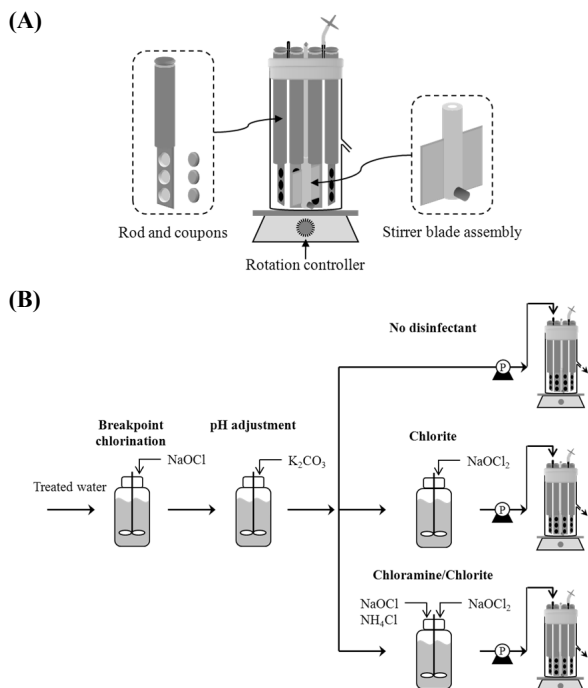 (A)
Rod and coupons
Stirrer blade assembly
Rotation controller
(B)
No disinfectant
P
Breakpoint
chlorination
pH adjustment
Chlorite
NaOCl
K₂CO₃
NaOCl₂
Treated water
P
Chloramine/Chlorite
NaOCl
NH₄Cl
NaOCl₂
P